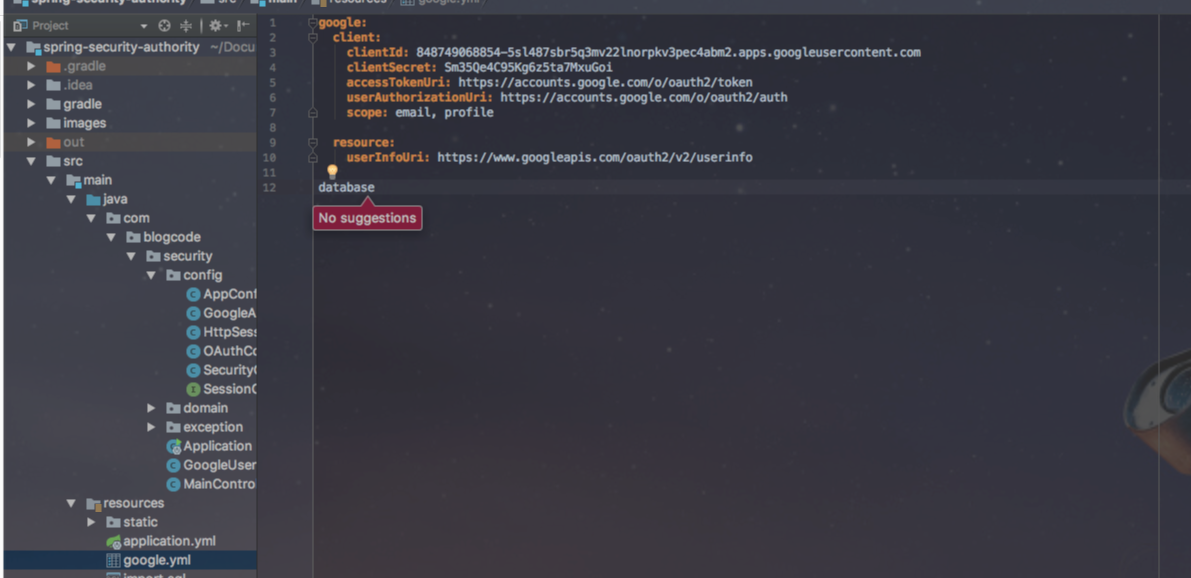 spring-security-authority src main resources google.yml
Project
spring-security-authority ~/Docu
.gradle
.idea
gradle
images
out
src
main
java
com
blogcode
security
config
AppConf
GoogleA
HttpSess
OAuthCo
Security
SessionC
domain
exception
Application
GoogleUser
MainContro
resources
static
application.yml
google.yml
import.sql
1 google:
2 client:
3 clientId: 848749068854-5sl487sbr5q3mv22lnorpkv3pec4abm2.apps.googleusercontent.com
4 clientSecret: Sm35Qe4C95Kg6z5ta7MxuGoi
5 accessTokenUri: https://accounts.google.com/o/oauth2/token
6 userAuthorizationUri: https://accounts.google.com/o/oauth2/auth
7 scope: email, profile
8
9 resource:
10 userInfoUri: https://www.googleapis.com/oauth2/v2/userinfo
11
12 database
No suggestions